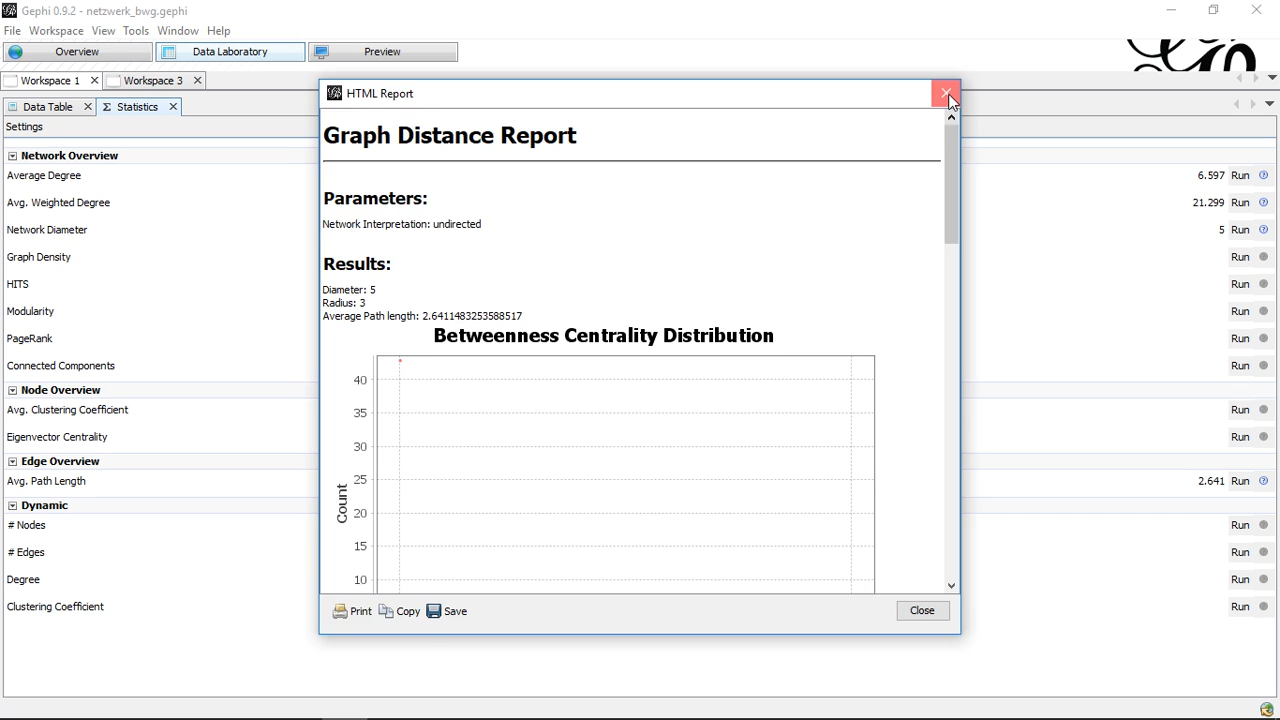 Gephi 0.9.2 - netzwerk_bwg.gephi
File Workspace View Tools Window Help
Overview Data Laboratory Preview
Workspace 1 Workspace 3
Data Table Statistics
Settings
Network Overview
Average Degree 6.597 Run
Avg. Weighted Degree 21.299 Run
Network Diameter 5 Run
Graph Density Run
HITS Run
Modularity Run
PageRank Run
Connected Components Run
Node Overview
Avg. Clustering Coefficient Run
Eigenvector Centrality Run
Edge Overview
Avg. Path Length 2.641 Run
Dynamic
# Nodes Run
# Edges Run
Degree Run
Clustering Coefficient Run
HTML Report
Graph Distance Report
Parameters:
Network Interpretation: undirected
Results:
Diameter: 5
Radius: 3
Average Path length: 2.6411483253588517
Betweenness Centrality Distribution
40
35
30
25
20
15
10
Count
Print Copy Save Close